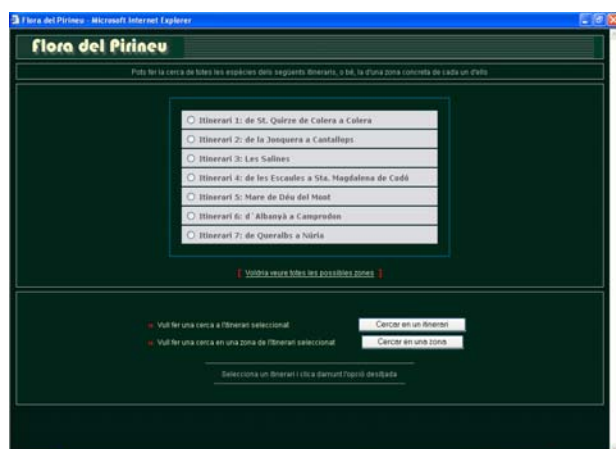 Flora del Pirineu - Microsoft Internet Explorer
Flora del Pirineu
Pots fer la cerca de totes les espècies dels següents itineraris, o bé, la d'una zona concreta de cada un d'ells
Itinerari 1: de St. Quirze de Colera a Colera
Itinerari 2: de la Jonquera a Cantallops
Itinerari 3: Les Salines
Itinerari 4: de les Escaules a Sta. Magdalena de Cadó
Itinerari 5: Mare de Déu del Mont
Itinerari 6: d´Albanyà a Camprodon
Itinerari 7: de Queralbs a Núria
[ Voldria veure totes les possibles zones ]
Vull fer una cerca a l'itinerari seleccionat Cercar en un itinerari
Vull fer una cerca en una zona de l'itinerari seleccionat Cercar en una zona
Selecciona un itinerari i clica damunt l'opció desitjada